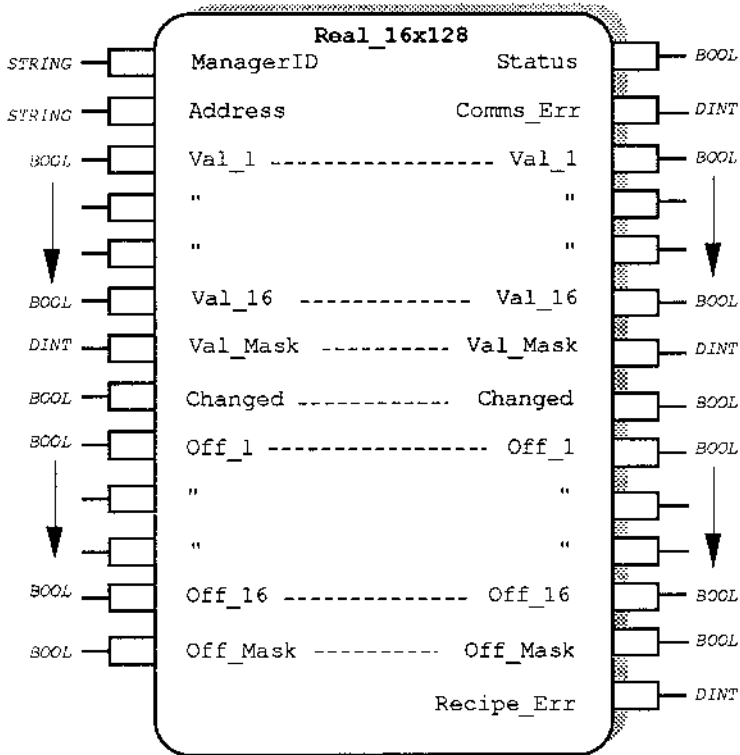 Real_16x128
STRING ManagerID Status BOOL
STRING Address Comms_Err DINT
BOOL Val_1 ---------------------- Val_1 BOOL
" "
" "
BOOL Val_16 -------------- Val_16 BOOL
DINT Val_Mask ---------- Val_Mask DINT
BOOL Changed ------------ Changed BOOL
BOOL Off_1 ----------------- Off_1 BOOL
" "
" "
BOOL Off_16 -------------- Off_16 BOOL
BOOL Off_Mask ---------- Off_Mask BOOL
Recipe_Err DINT